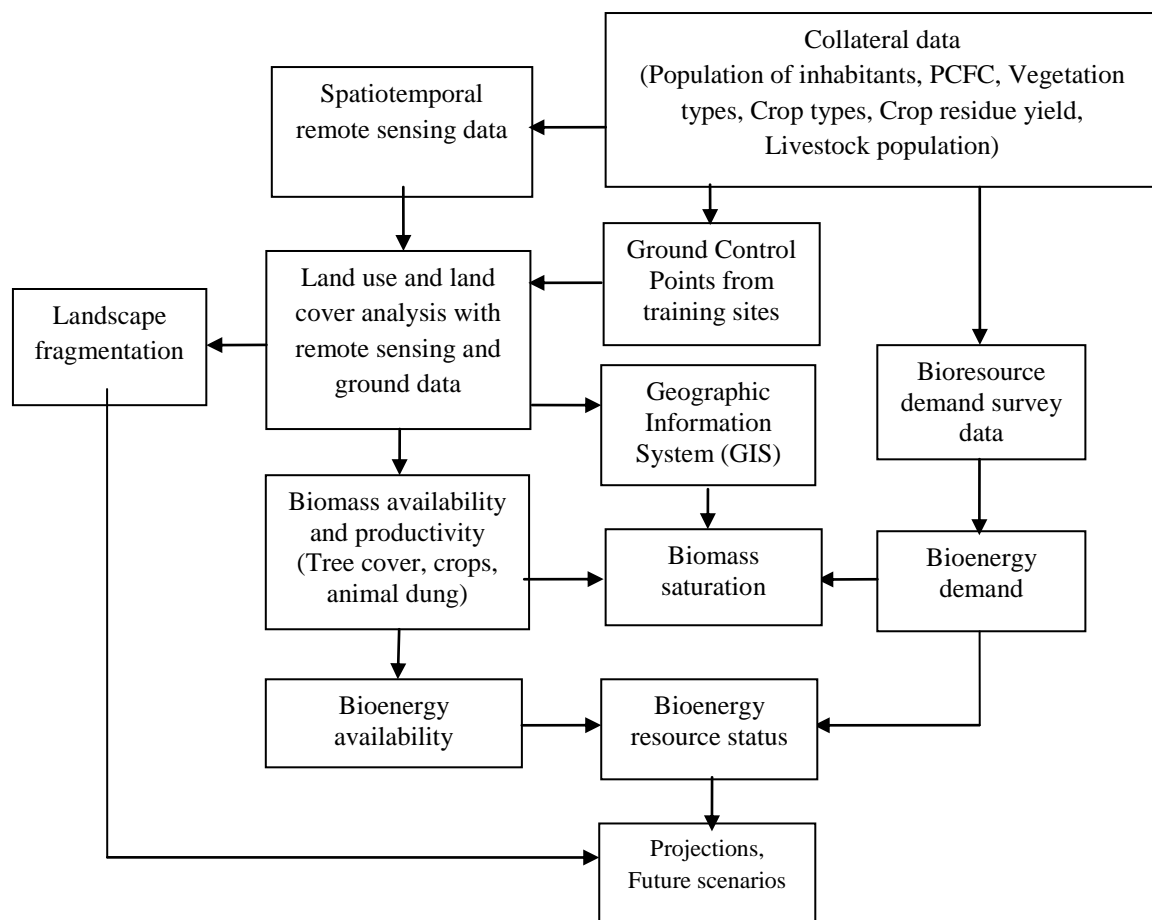 Collateral data
(Population of inhabitants, PCFC, Vegetation
types, Crop types, Crop residue yield,
Livestock population)
Spatiotemporal
remote sensing data
Ground Control
Points from
training sites
Land use and land
cover analysis with
remote sensing and
ground data
Landscape
fragmentation
Bioresource
demand survey
data
Geographic
Information
System (GIS)
Biomass availability
and productivity
(Tree cover, crops,
animal dung)
Biomass
saturation
Bioenergy
demand
Bioenergy
availability
Bioenergy
resource status
Projections,
Future scenarios